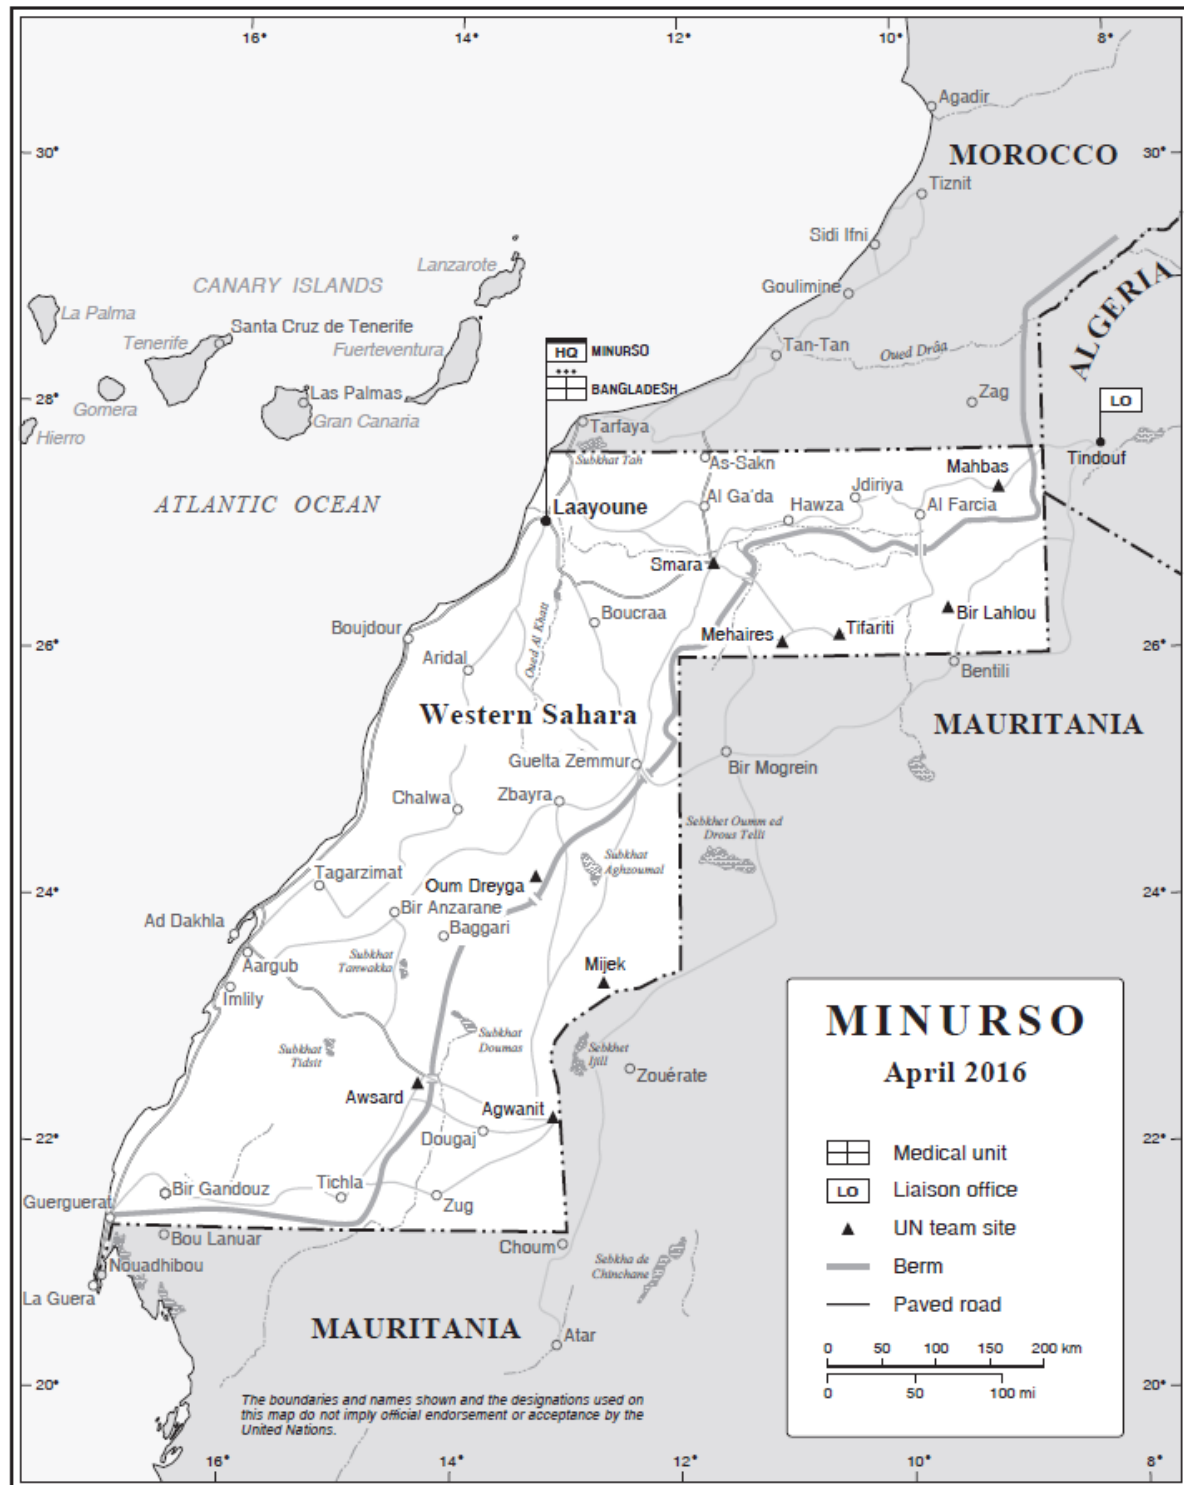 16°
14°
12°
10°
8°
Agadir
MOROCCO
30°
30°
Tiznit
Sidi Ifni
Lanzarote
CANARY ISLANDS
Goulimine
ALGERIA
La Palma
Santa Cruz de Tenerife
Tenerife
Fuerteventura
HQ
MINURSO
Tan-Tan
Oued Drâa
BANGLADESH
Las Palmas
Zag
28°
LO
Gomera
Gran Canaria
Hierro
Tarfaya
Subkhat Tah
As-Sakn
Mahbas
Tindouf
Jdiriya
ATLANTIC OCEAN
Laayoune
Al Ga'da
Hawza
Al Farcia
Smara
Boucraa
Bir Lahlou
Boujdour
Oued Al Khatt
Mehaires
Tifariti
26°
26°
Aridal
Bentili
Western Sahara
MAURITANIA
Guelta Zemmur
Bir Mogrein
Chalwa
Zbayra
Sebkhet Oumm ed
Drous Telli
Subkhat
Aghzoumal
Tagarzimat
Oum Dreyga
24°
24°
Bir Anzarane
Ad Dakhla
Baggari
Subkhat
Tanwakka
Aargub
Mijek
Imlily
Subkhat
Doumas
Subkhat
Tidsit
Sebkhet
Ijill
Zouérate
Awsard
Agwanit
22°
22°
Dougaj
Tichla
Bir Gandouz
Zug
Guerguerat
Bou Lanuar
Choum
Nouadhibou
Sebkha de
Chinchane
La Guera
MAURITANIA
Atar
20°
20°
The boundaries and names shown and the designations used on
this map do not imply official endorsement or acceptance by the
United Nations.
MINURSO
April 2016
Medical unit
LO
Liaison office
UN team site
Berm
Paved road
0 50 100 150 200 km
0 50 100 mi
16°
14°
12°
10°
8°